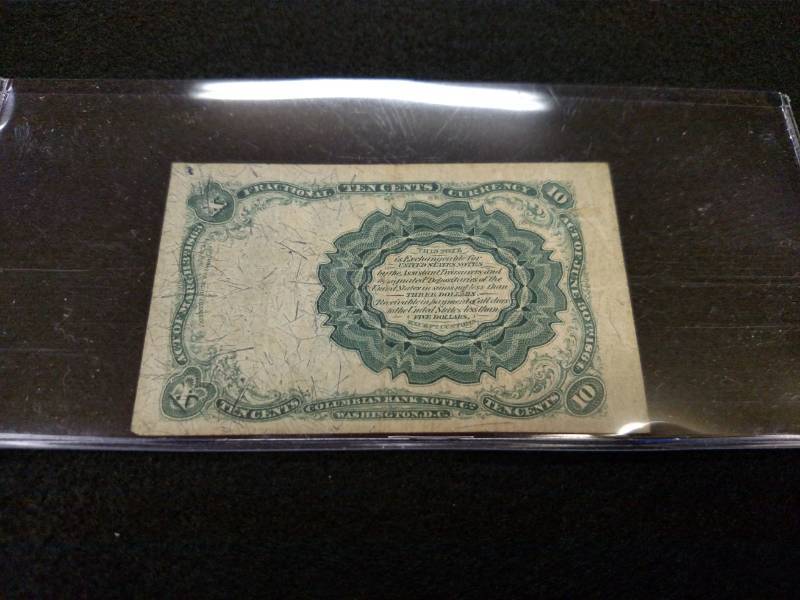 FRACTIONAL TEN CENTS CURRENCY
X
10
ACT OF MARCH 3D 1863
ACT OF JUNE 30TH 1864
THIS NOTE
is Exchangeable for
UNITED STATES NOTES
by the Assistant Treasurers and
designated Depositaries of the
United States in sums not less than
THREE DOLLARS.
Receivable in payment of all dues
to the United States less than
FIVE DOLLARS.
EXCEPT CUSTOMS.
X
10
TEN CENTS COLUMBIAN BANK NOTE CO. TEN CENTS
WASHINGTON, D.C.